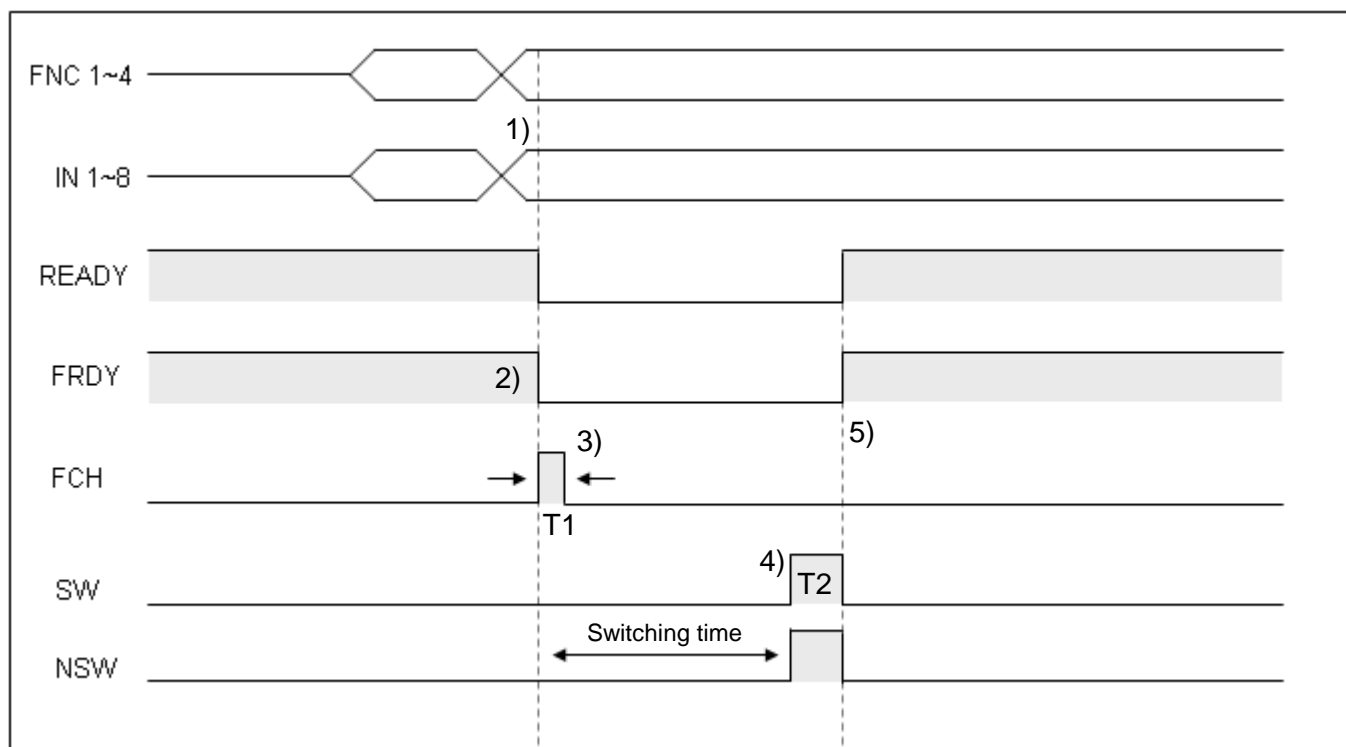 FNC 1~4
1)
IN 1~8
READY
FRDY
2)
3)
5)
FCH
T1
4)
SW
T2
Switching time
NSW